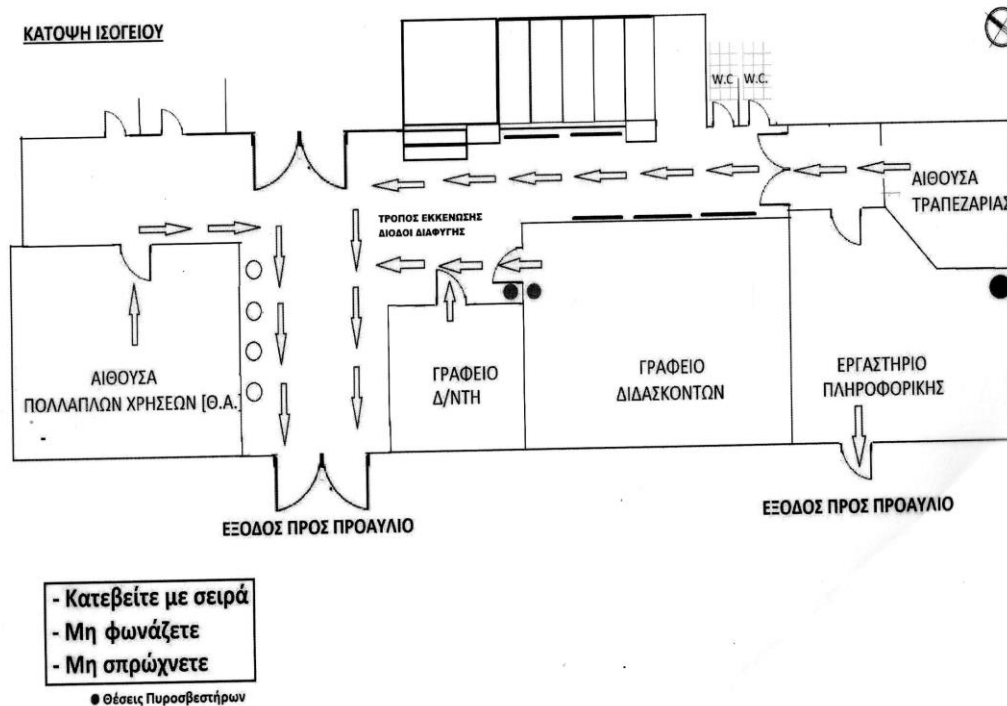 ΚΑΤΟΨΗ ΙΣΟΓΕΙΟΥ
W.C W.C.
ΑΙΘΟΥΣΑ
ΤΡΑΠΕΖΑΡΙΑΣ
ΤΡΟΠΟΣ ΕΚΚΕΝΩΣΗΣ
ΔΙΟΔΟΙ ΔΙΑΦΥΓΗΣ
ΑΙΘΟΥΣΑ
ΠΟΛΛΑΠΛΩΝ ΧΡΗΣΕΩΝ [Θ.Α.]
ΓΡΑΦΕΙΟ
Δ/ΝΤΗ
ΓΡΑΦΕΙΟ
ΔΙΔΑΣΚΟΝΤΩΝ
ΕΡΓΑΣΤΗΡΙΟ
ΠΛΗΡΟΦΟΡΙΚΗΣ
ΕΞΟΔΟΣ ΠΡΟΣ ΠΡΟΑΥΛΙΟ
ΕΞΟΔΟΣ ΠΡΟΣ ΠΡΟΑΥΛΙΟ
- Κατεβείτε με σειρά
- Μη φωνάζετε
- Μη σπρώχνετε
● Θέσεις Πυροσβεστήρων